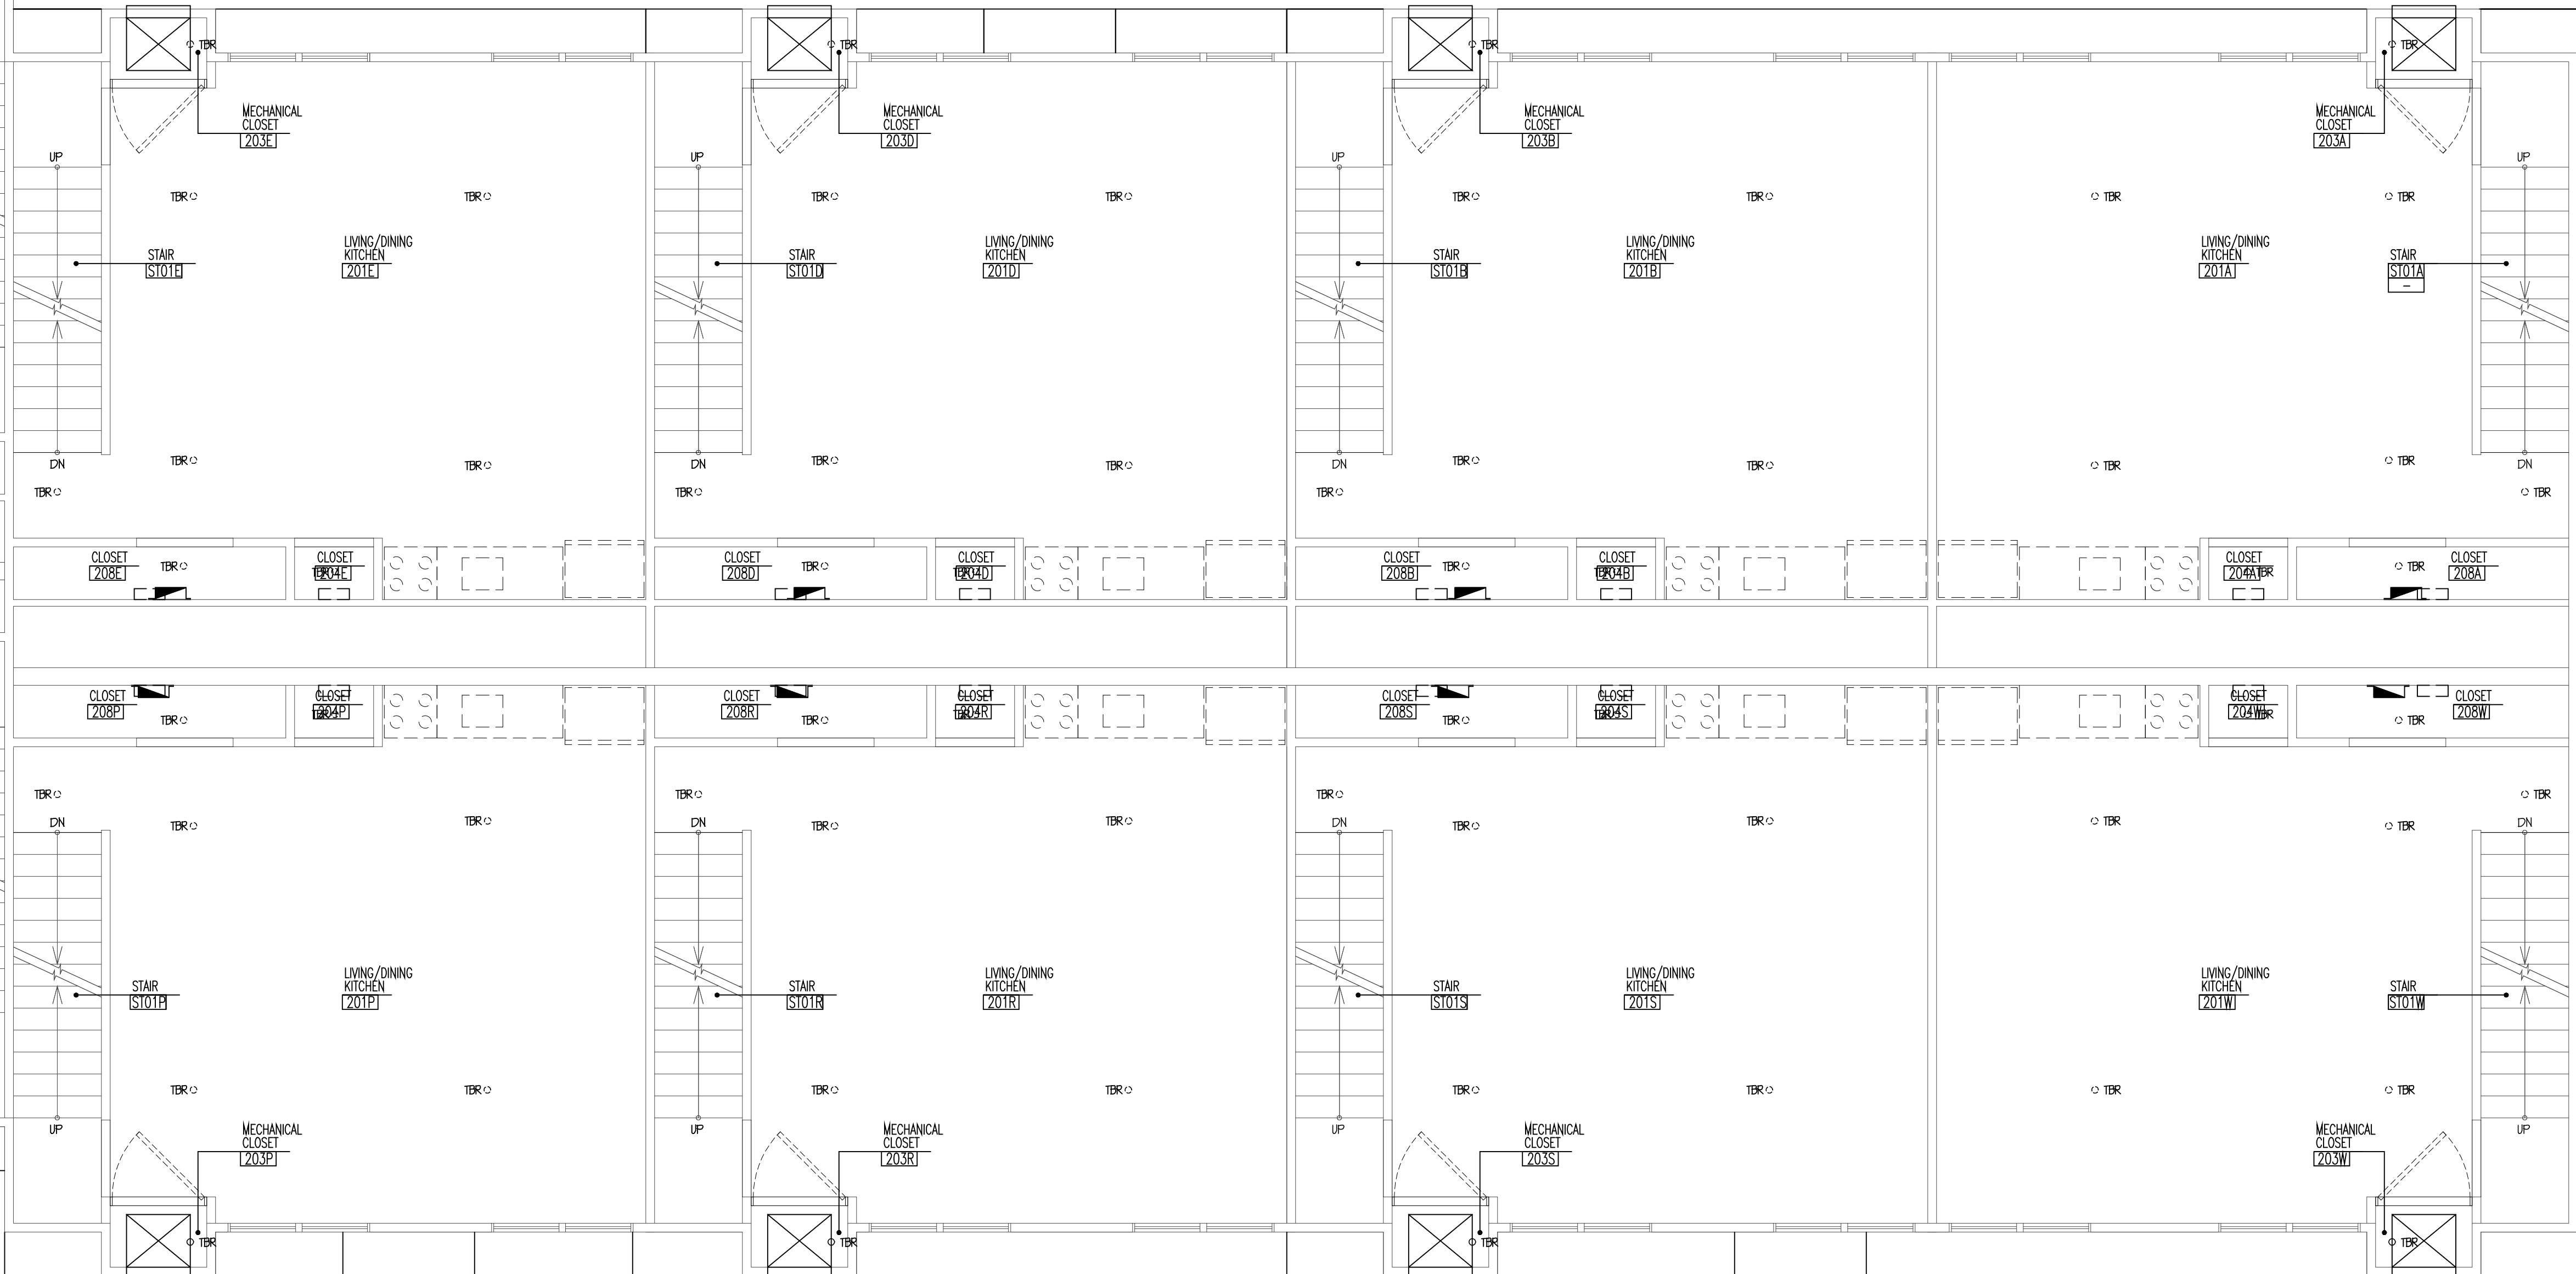 TBR
TBR
TBR
TBR
MECHANICAL
CLOSET
203E
MECHANICAL
CLOSET
203D
MECHANICAL
CLOSET
203B
MECHANICAL
CLOSET
203A
UP
UP
UP
UP
TBR
TBR
TBR
TBR
TBR
TBR
TBR
TBR
STAIR
ST01E
LIVING/DINING
KITCHEN
201E
STAIR
ST01D
LIVING/DINING
KITCHEN
201D
STAIR
ST01B
LIVING/DINING
KITCHEN
201B
LIVING/DINING
KITCHEN
201A
STAIR
ST01A
-
DN
TBR
TBR
DN
TBR
TBR
DN
TBR
TBR
TBR
TBR
DN
TBR
TBR
TBR
TBR
CLOSET
208E
TBR
CLOSET
TBR
204E
CLOSET
208D
TBR
CLOSET
TBR
204D
CLOSET
208B
TBR
CLOSET
TBR
204B
CLOSET
204A
TBR
TBR
CLOSET
208A
CLOSET
208P
TBR
CLOSET
TBR
204P
CLOSET
208R
TBR
CLOSET
TBR
204R
CLOSET
208S
TBR
CLOSET
TBR
204S
CLOSET
204W
TBR
TBR
CLOSET
208W
TBR
TBR
TBR
TBR
DN
TBR
TBR
DN
TBR
TBR
DN
TBR
TBR
TBR
TBR
DN
STAIR
ST01P
LIVING/DINING
KITCHEN
201P
STAIR
ST01R
LIVING/DINING
KITCHEN
201R
STAIR
ST01S
LIVING/DINING
KITCHEN
201S
LIVING/DINING
KITCHEN
201W
STAIR
ST01W
TBR
TBR
TBR
TBR
TBR
TBR
TBR
TBR
UP
UP
UP
UP
MECHANICAL
CLOSET
203P
MECHANICAL
CLOSET
203R
MECHANICAL
CLOSET
203S
MECHANICAL
CLOSET
203W
TBR
TBR
TBR
TBR